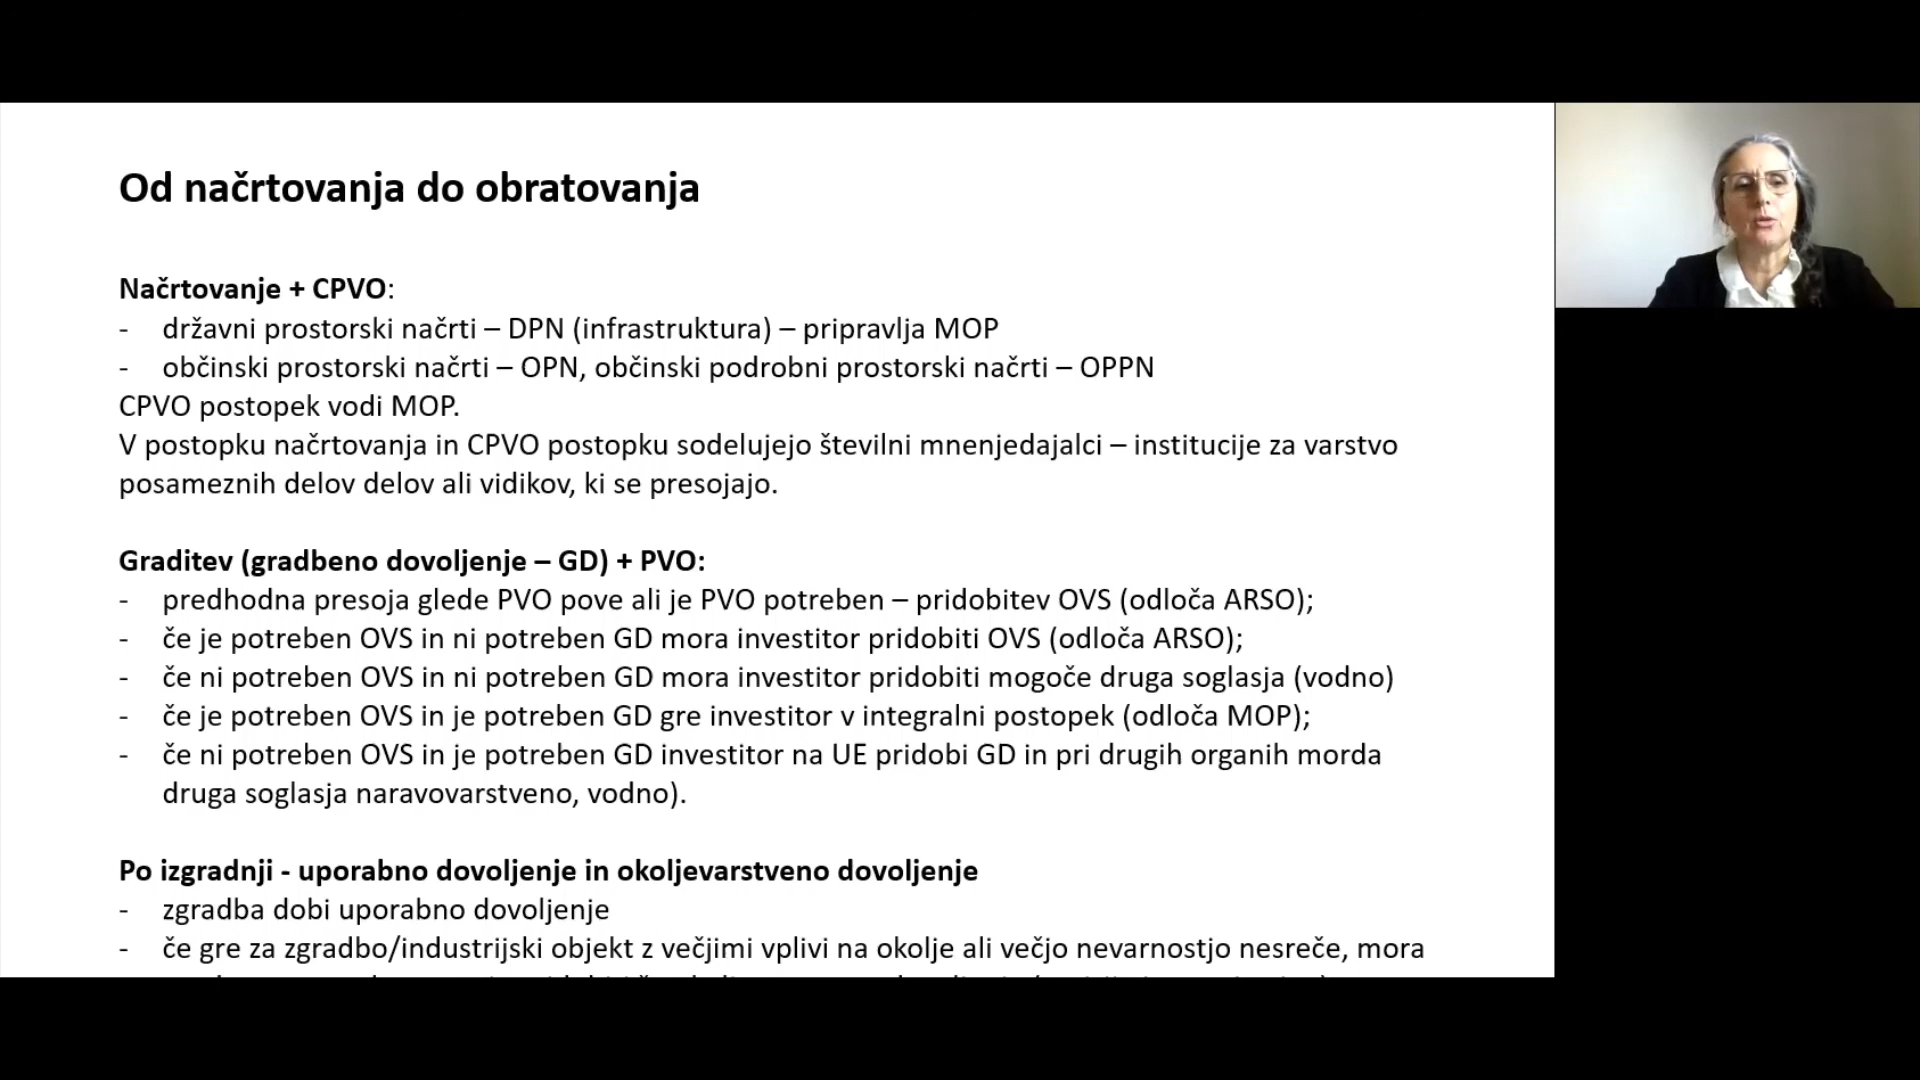 Od načrtovanja do obratovanja
Načrtovanje + CPVO:
- državni prostorski načrti – DPN (infrastruktura) – pripravlja MOP
- občinski prostorski načrti – OPN, občinski podrobni prostorski načrti – OPPN
CPVO postopek vodi MOP.
V postopku načrtovanja in CPVO postopku sodelujejo številni mnenjedajalci – institucije za varstvo
posameznih delov delov ali vidikov, ki se presojajo.
Graditev (gradbeno dovoljenje – GD) + PVO:
- predhodna presoja glede PVO pove ali je PVO potreben – pridobitev OVS (odloča ARSO);
- če je potreben OVS in ni potreben GD mora investitor pridobiti OVS (odloča ARSO);
- če ni potreben OVS in ni potreben GD mora investitor pridobiti mogoče druga soglasja (vodno)
- če je potreben OVS in je potreben GD gre investitor v integralni postopek (odloča MOP);
- če ni potreben OVS in je potreben GD investitor na UE pridobi GD in pri drugih organih morda
druga soglasja naravovarstveno, vodno).
Po izgradnji - uporabno dovoljenje in okoljevarstveno dovoljenje
- zgradba dobi uporabno dovoljenje
- če gre za zgradbo/industrijski objekt z večjimi vplivi na okolje ali večjo nevarnostjo nesreče, mora